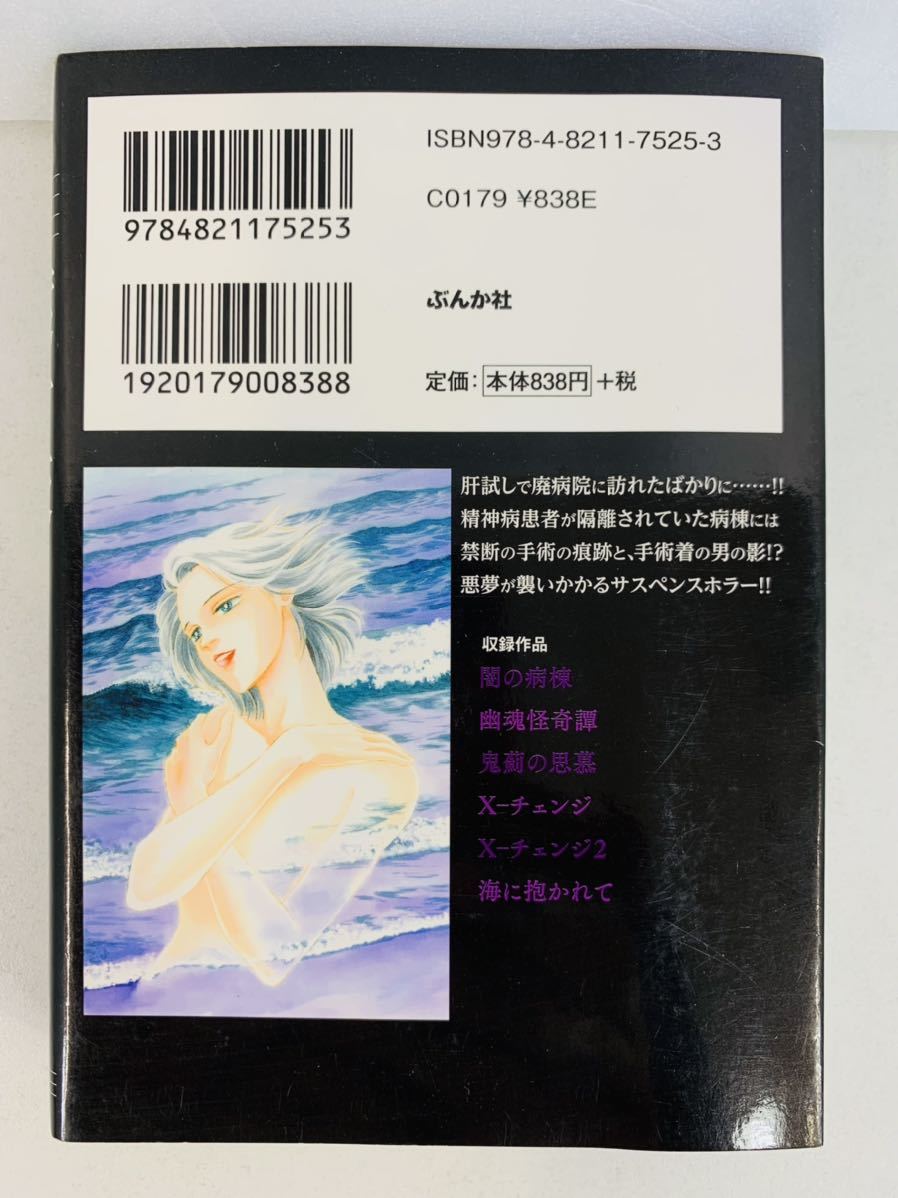 ISBN978-4-8211-7525-3
C0179 ¥838E
9784821175253
ぶんか社
1920179008388
定価：本体838円+税
肝試しで廃病院に訪れたばかりに……!!
精神病患者が隔離されていた病棟には
禁断の手術の痕跡と、手術着の男の影!?
悪夢が襲いかかるサスペンスホラー!!
収録作品
闇の病棟
幽魂怪奇譚
鬼薊の思慕
X-チェンジ
X-チェンジ2
海に抱かれて